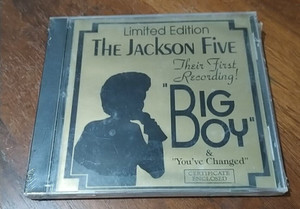 Limited Edition
THE JACKSON FIVE
Their First
Recording!
"BIG
BOY"
&
"You've Changed"
CERTIFICATE
ENCLOSED